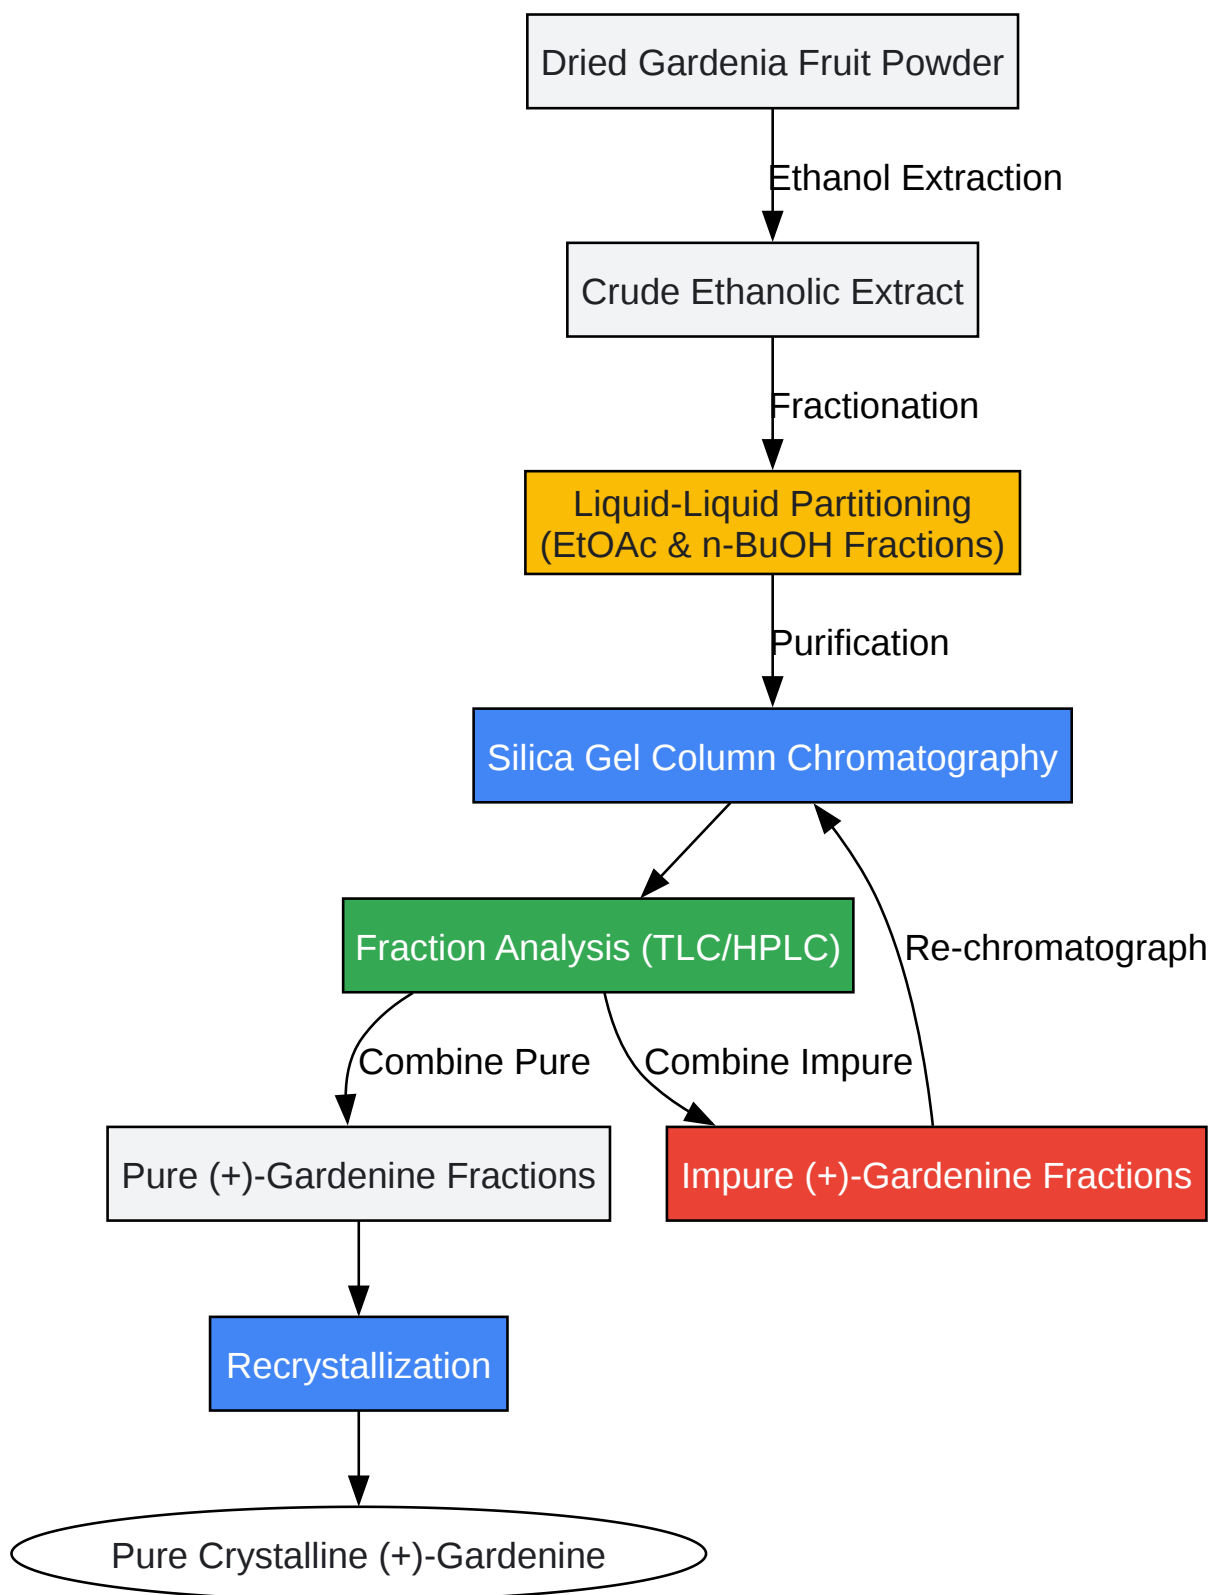 Dried Gardenia Fruit Powder
Ethanol Extraction
Crude Ethanolic Extract
Fractionation
Liquid-Liquid Partitioning
(EtOAc & n-BuOH Fractions)
Purification
Silica Gel Column Chromatography
Fraction Analysis (TLC/HPLC)
Re-chromatograph
Combine Pure
Combine Impure
Pure (+)-Gardenine Fractions
Impure (+)-Gardenine Fractions
Recrystallization
Pure Crystalline (+)-Gardenine